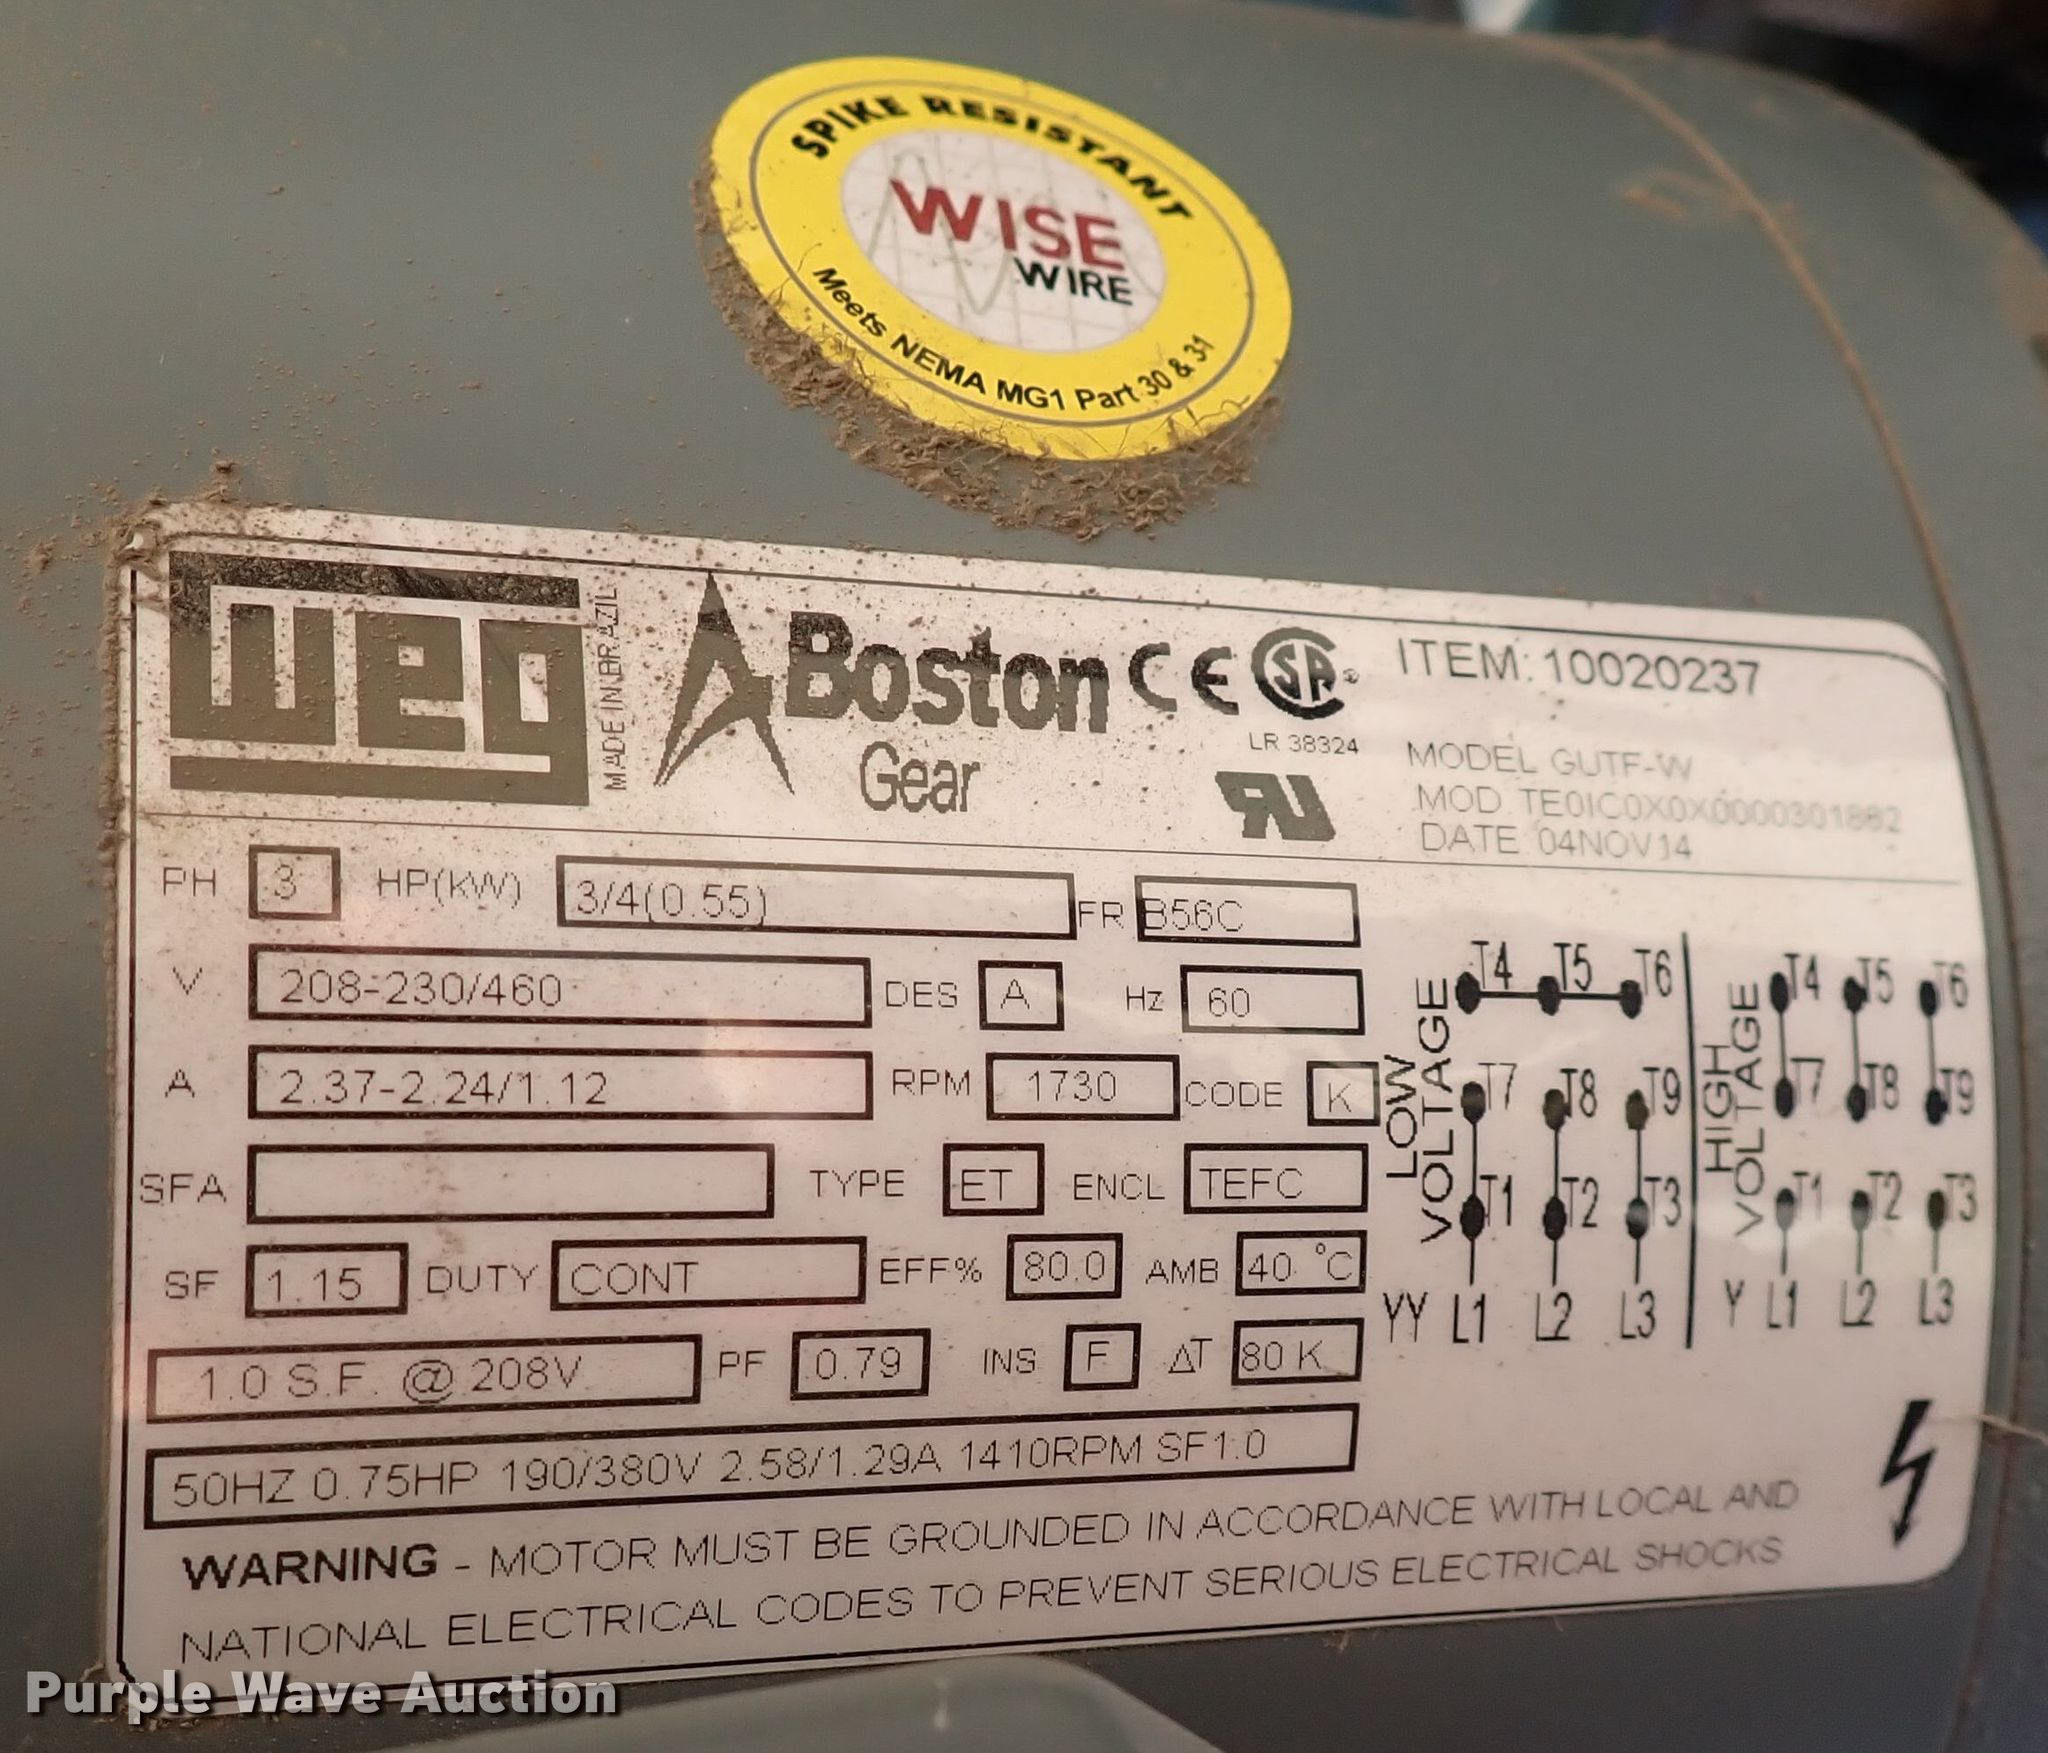 SPIKE RESISTANT
WISE
WIRE
Meets NEMA MG1 Part 30 & 31
weg
MADE IN BRAZIL
Boston
Gear
CE
SA®
LR 38324
RU
ITEM: 10020237
MODEL GUTF-W
MOD TE0IC0X0X0000301882
DATE 04NOV14
PH 3 HP(kW) 3/4(0.55) FR B56C
V 208-230/460 DES A Hz 60
A 2.37-2.24/1.12 RPM 1730 CODE K
SFA TYPE ET ENCL TEFC
SF 1.15 DUTY CONT EFF% 80.0 AMB 40 °C
1.0 S.F. @ 208V PF 0.79 INS F ΔT 80 K
50HZ 0.75HP 190/380V 2.58/1.29A 1410RPM SF1.0
LOW VOLTAGE
T4 T5 T6
T7 T8 T9
T1 T2 T3
YY L1 L2 L3
HIGH VOLTAGE
T4 T5 T6
T7 T8 T9
T1 T2 T3
Y L1 L2 L3
WARNING - MOTOR MUST BE GROUNDED IN ACCORDANCE WITH LOCAL AND
NATIONAL ELECTRICAL CODES TO PREVENT SERIOUS ELECTRICAL SHOCKS
Purple Wave Auction